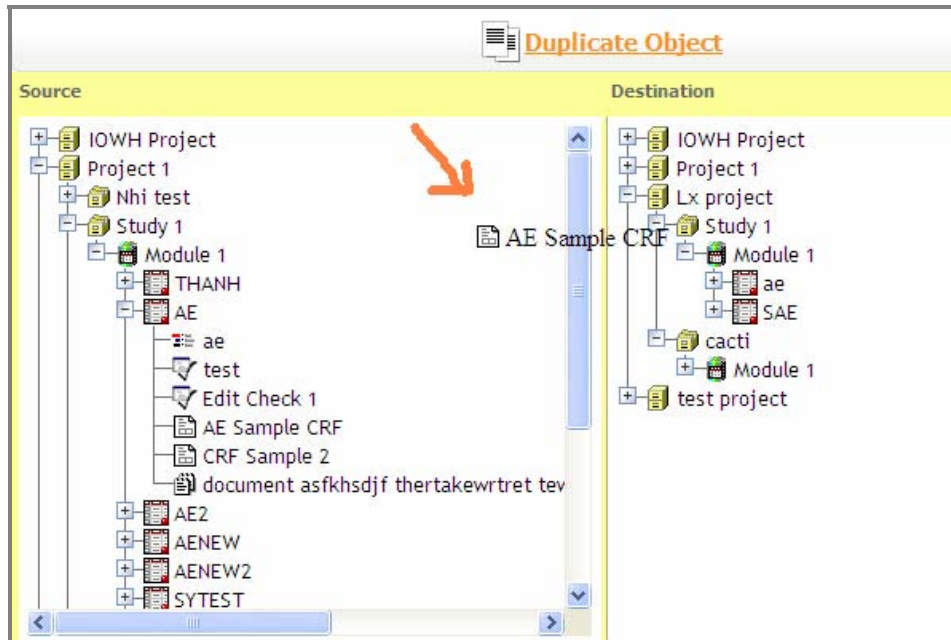 Duplicate Object
Source
IOWH Project
Project 1
Nhi test
Study 1
Module 1
THANH
AE
ae
test
Edit Check 1
AE Sample CRF
CRF Sample 2
document asfkhsdjf thertakewrtret tev
AE2
AENEW
AENEW2
SYTEST
AE Sample CRF
Destination
IOWH Project
Project 1
Lx project
Study 1
Module 1
ae
SAE
cacti
Module 1
test project